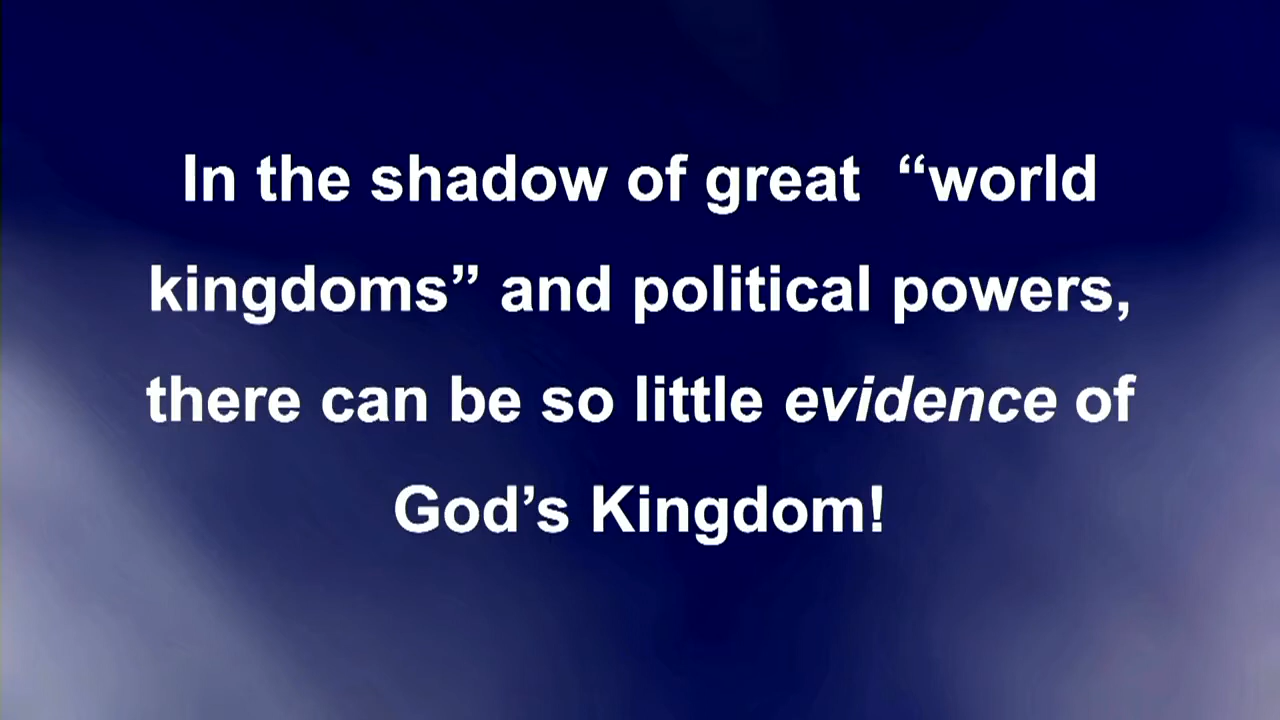 In the shadow of great  “world
kingdoms” and political powers,
there can be so little evidence of
God’s Kingdom!